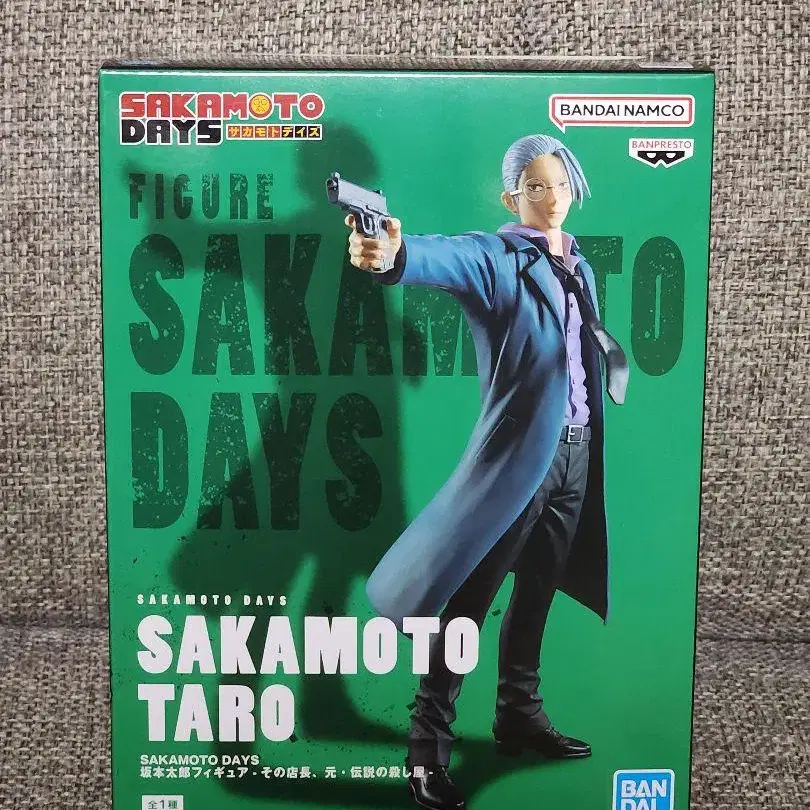 SAKAMOTO
DAYS サカモトデイズ
BANDAI NAMCO
BANPRESTO
FIGURE
SAKAMOTO
DAYS
SAKAMOTO DAYS
SAKAMOTO
TARO
SAKAMOTO DAYS
坂本太郎フィギュア - その店長、元・伝説の殺し屋 -
全1種
BAN
DAI